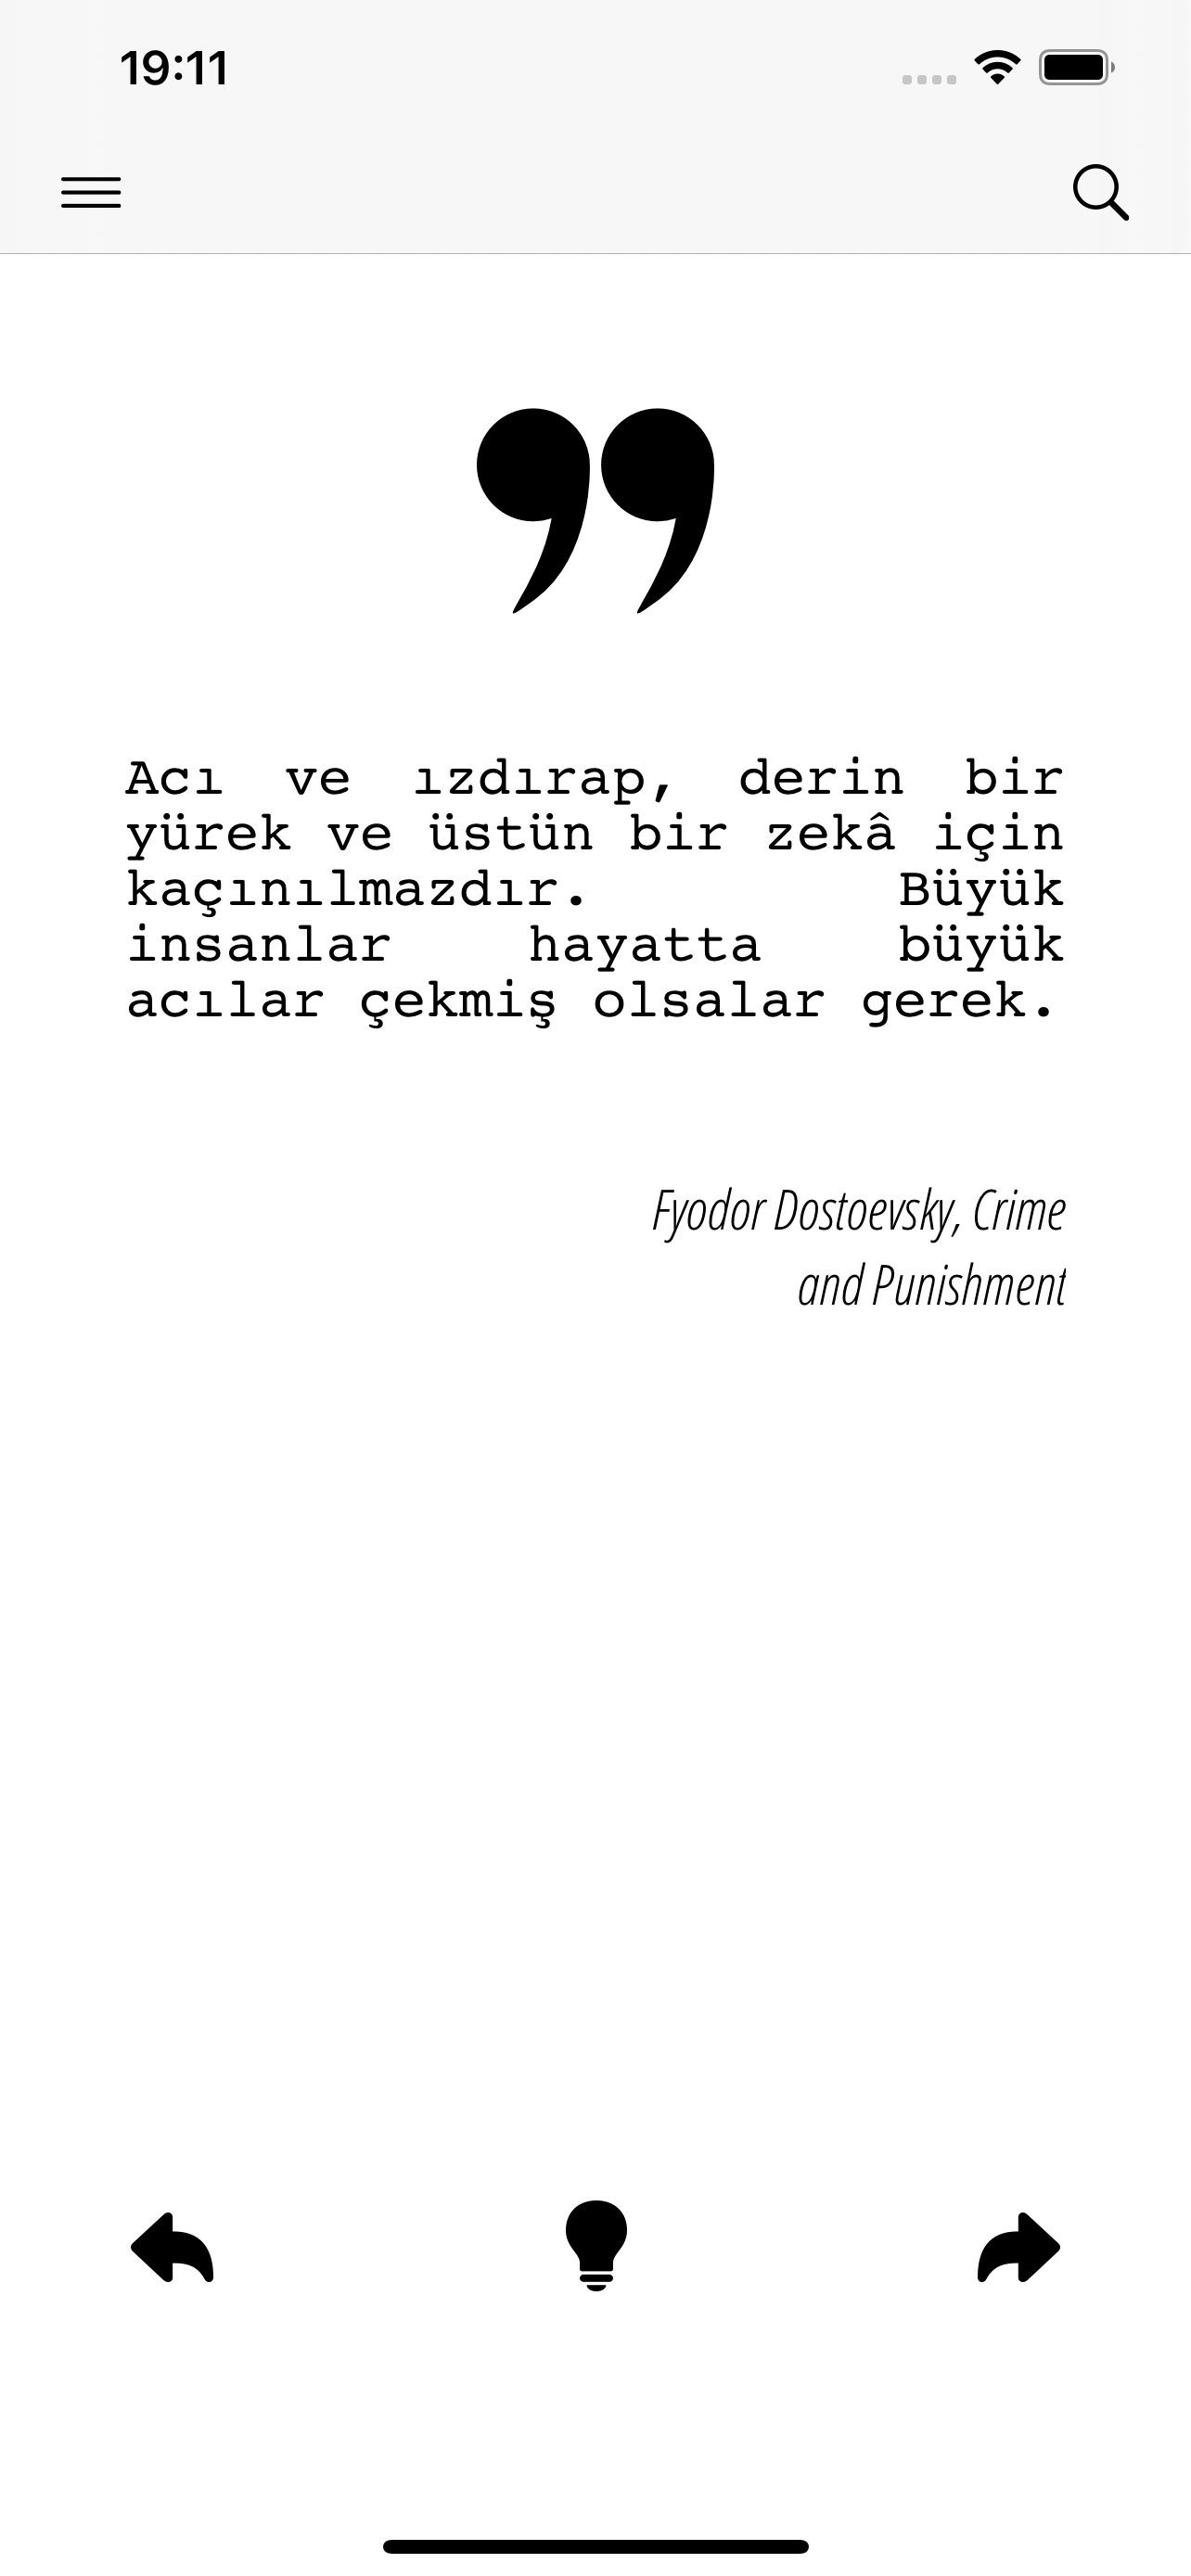 19:11
Acı ve ızdırap, derin bir
yürek ve üstün bir zekâ için
kaçınılmazdır. Büyük
insanlar hayatta büyük
acılar çekmiş olsalar gerek.
Fyodor Dostoevsky, Crime
and Punishment